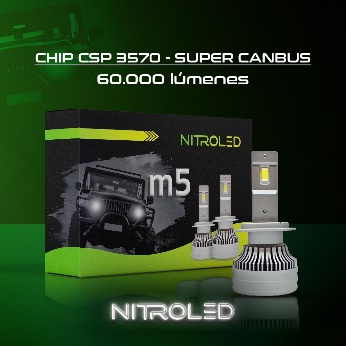 CHIP CSP 3570 - SUPER CANBUS
60.000 lúmenes
NITROLED
m5
NITROLED